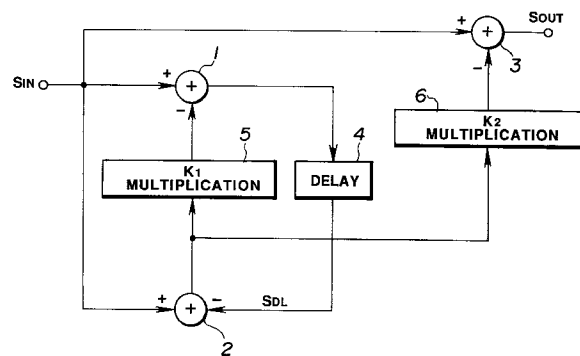 + SOUT
3
−
SIN + 1
+
−
6
K2
MULTIPLICATION
5 4
K1
MULTIPLICATION DELAY
+ + − SDL
2